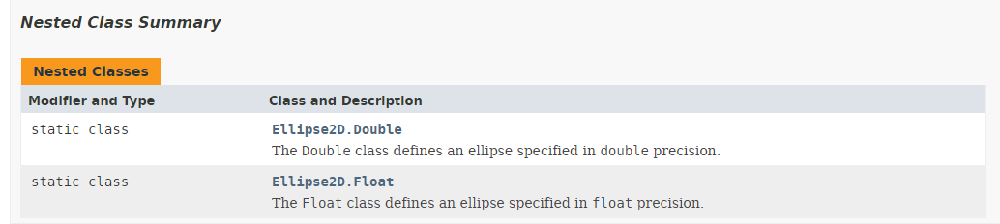 Nested Class Summary
Nested Classes
Modifier and Type Class and Description
static class Ellipse2D.Double
The Double class defines an ellipse specified in double precision.
static class Ellipse2D.Float
The Float class defines an ellipse specified in float precision.